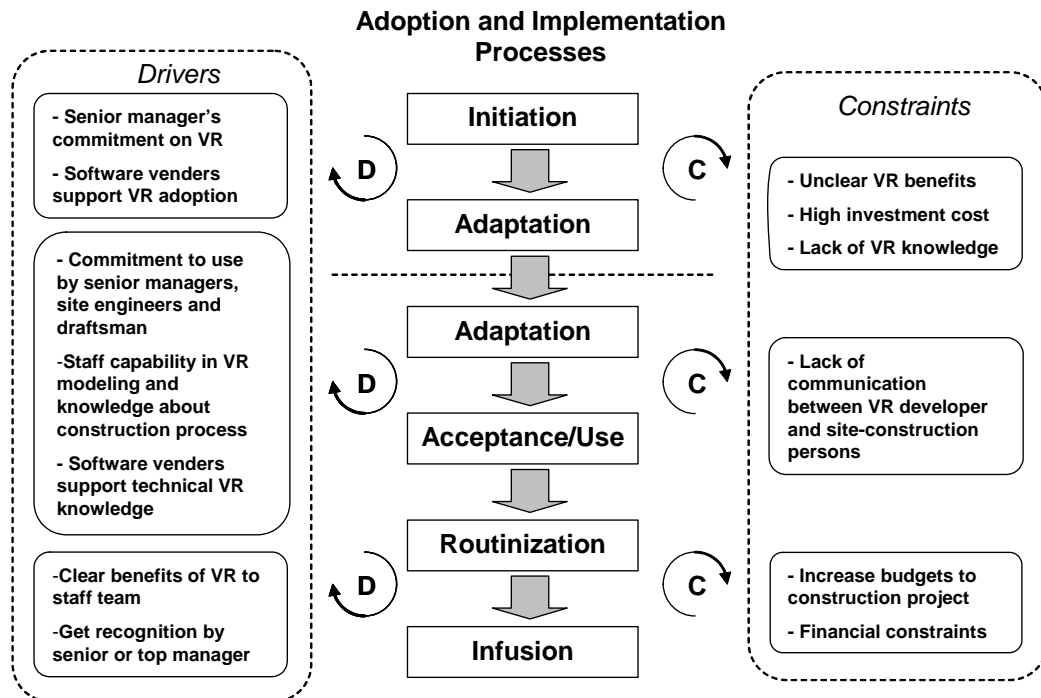 Adoption and Implementation
Processes
Drivers
- Senior manager's
commitment on VR
- Software venders
support VR adoption
- Commitment to use
by senior managers,
site engineers and
draftsman
-Staff capability in VR
modeling and
knowledge about
construction process
- Software venders
support technical VR
knowledge
-Clear benefits of VR to
staff team
-Get recognition by
senior or top manager
D
D
D
Initiation
Adaptation
Adaptation
Acceptance/Use
Routinization
Infusion
C
C
C
Constraints
- Unclear VR benefits
- High investment cost
- Lack of VR knowledge
- Lack of
communication
between VR developer
and site-construction
persons
- Increase budgets to
construction project
- Financial constraints